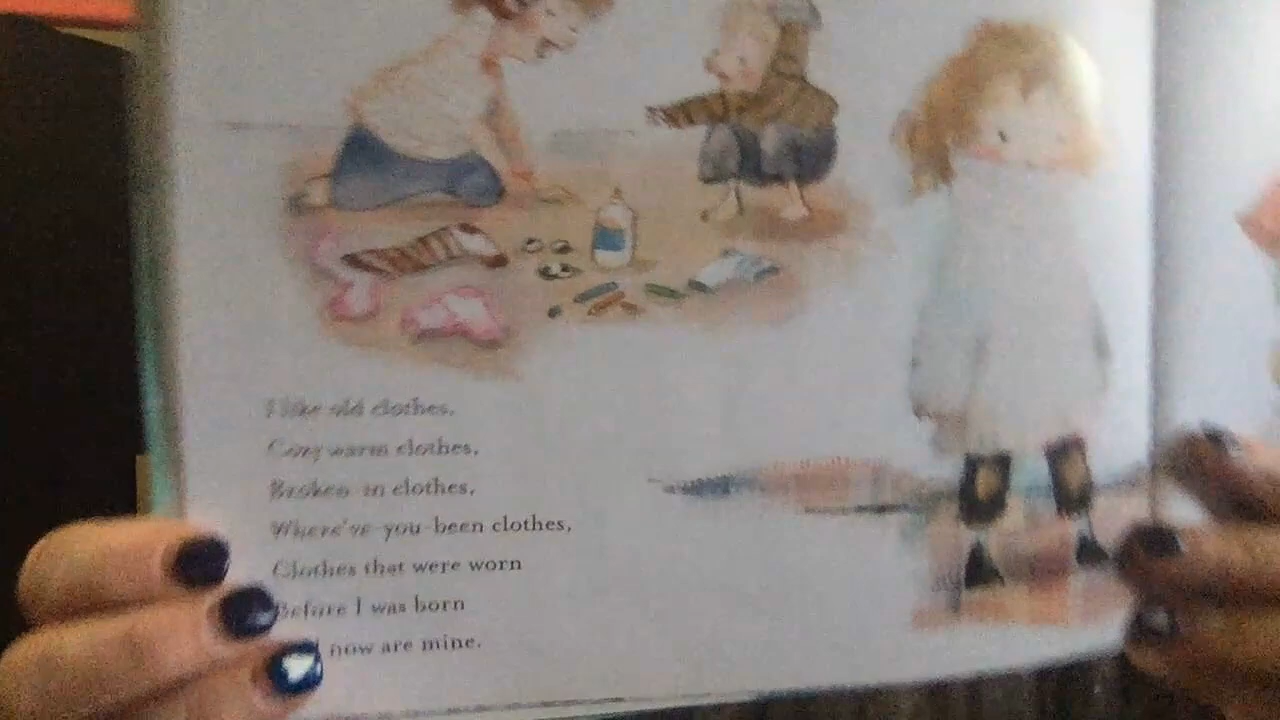 I like old clothes,
Cozy warm clothes,
Broken-in clothes,
Where've-you-been clothes,
Clothes that were worn
Before I was born
now are mine.